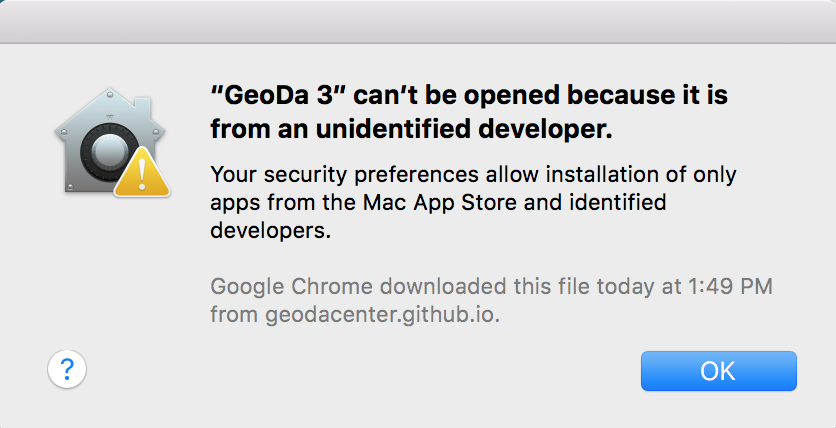 “GeoDa 3” can’t be opened because it is
from an unidentified developer.
Your security preferences allow installation of only
apps from the Mac App Store and identified
developers.
Google Chrome downloaded this file today at 1:49 PM
from geodacenter.github.io.
?
OK